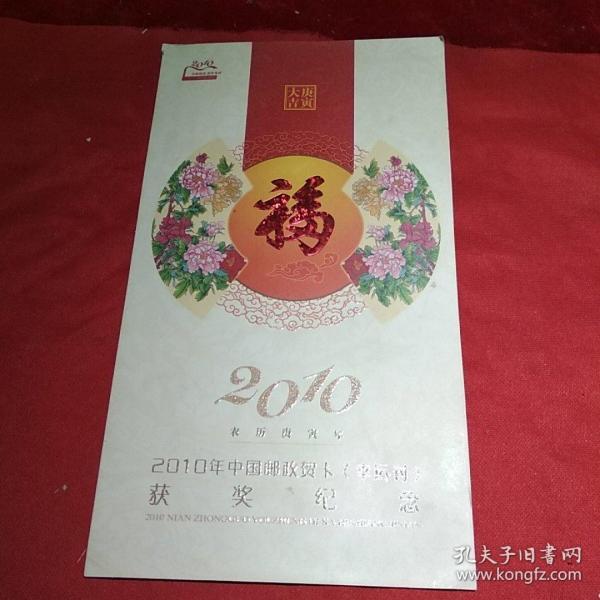 2010
庚寅
大吉
福
2010
农历庚寅年
2010年中国邮政贺卡(幸运封)
获奖纪念
孔夫子旧书网
www.kongfz.com